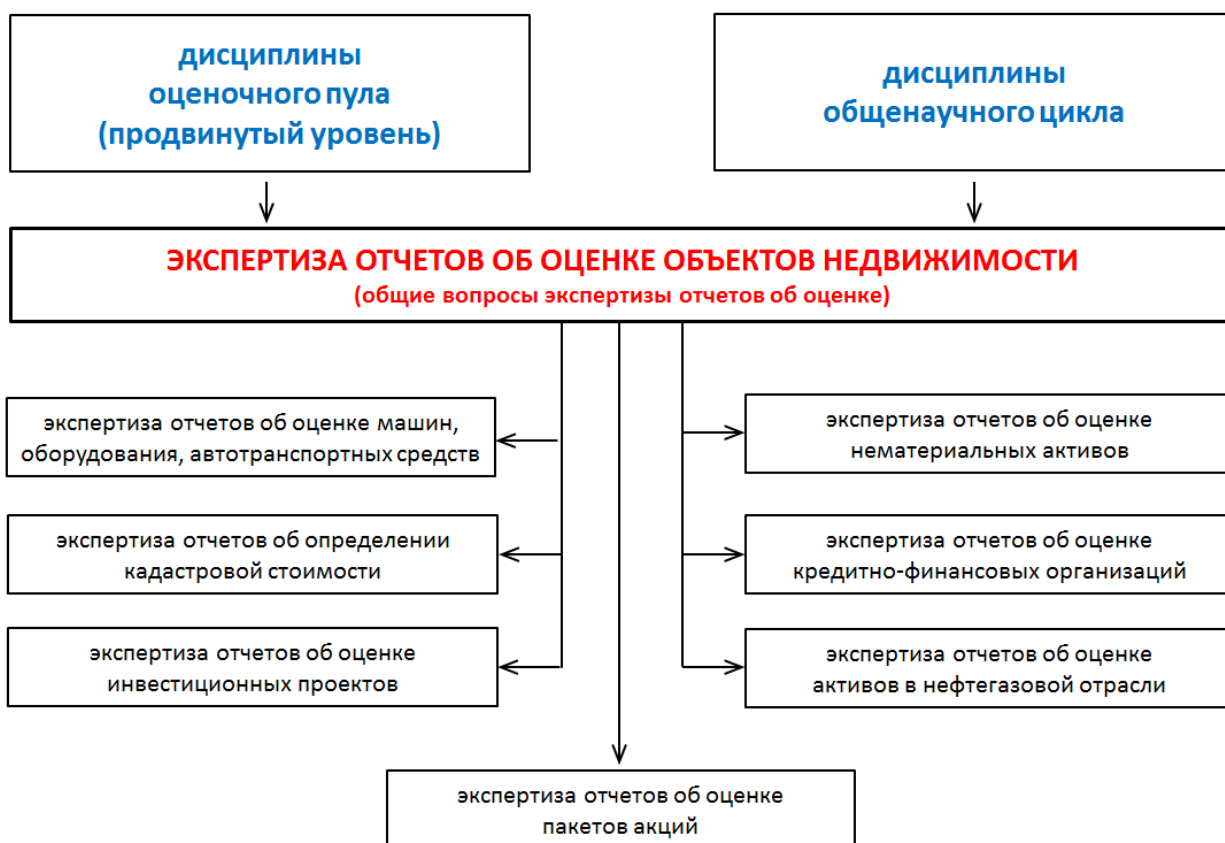 дисциплины
оценочного пула
(продвинутый уровень)
дисциплины
общенаучного цикла
ЭКСПЕРТИЗА ОТЧЕТОВ ОБ ОЦЕНКЕ ОБЪЕКТОВ НЕДВИЖИМОСТИ
(общие вопросы экспертизы отчетов об оценке)
экспертиза отчетов об оценке машин,
оборудования, автотранспортных средств
экспертиза отчетов об оценке
нематериальных активов
экспертиза отчетов об определении
кадастровой стоимости
экспертиза отчетов об оценке
кредитно-финансовых организаций
экспертиза отчетов об оценке
инвестиционных проектов
экспертиза отчетов об оценке
активов в нефтегазовой отрасли
экспертиза отчетов об оценке
пакетов акций